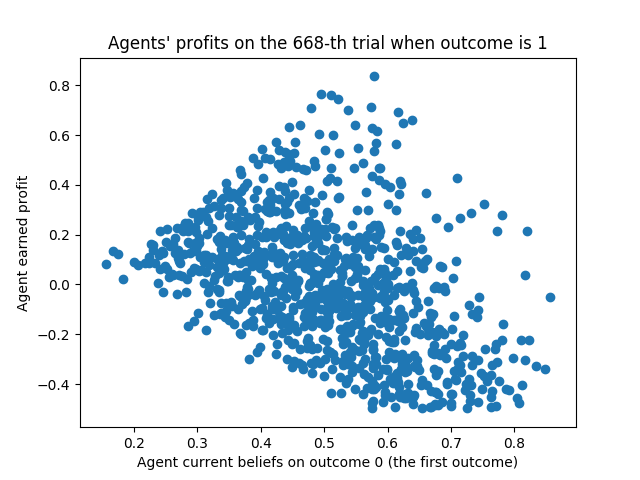 Agents' profits on the 668-th trial when outcome is 1
Agent earned profit
0.8
0.6
0.4
0.2
0.0
−0.2
−0.4
0.2 0.3 0.4 0.5 0.6 0.7 0.8
Agent current beliefs on outcome 0 (the first outcome)